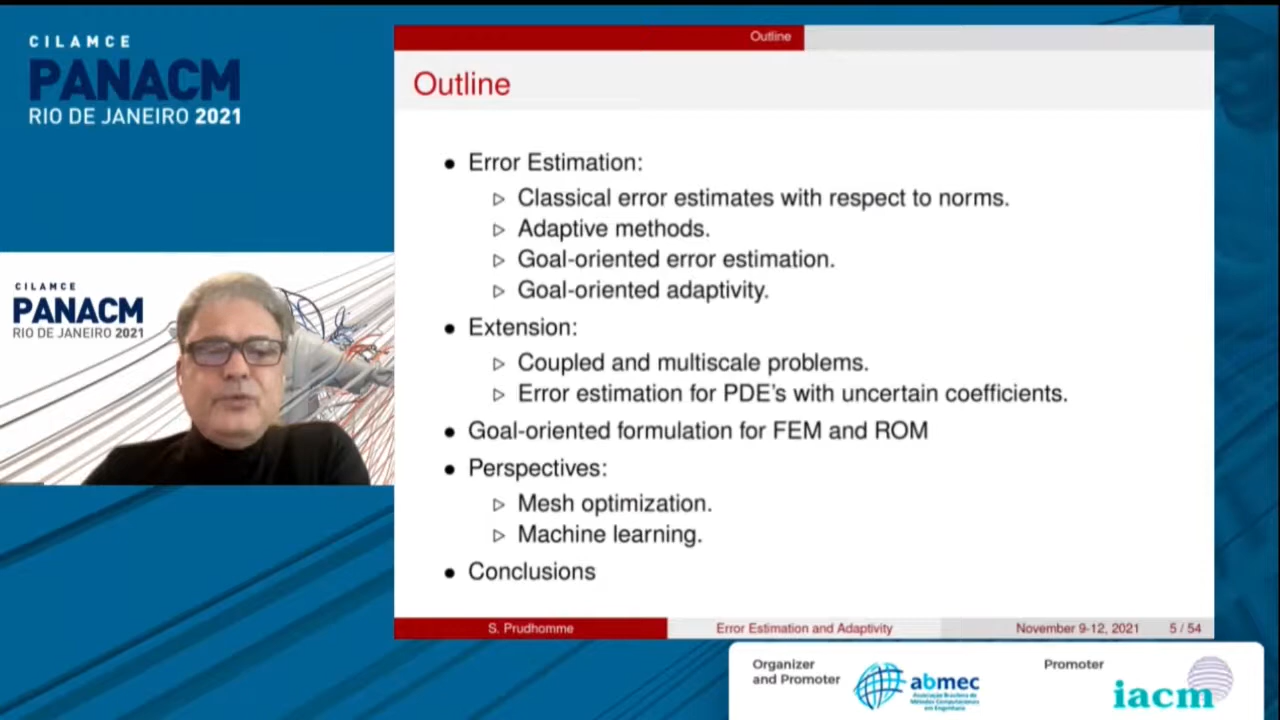 CILAMCE
PANACM
RIO DE JANEIRO 2021
CILAMCE
PANACM
RIO DE JANEIRO 2021
Outline
Outline
• Error Estimation:
▷ Classical error estimates with respect to norms.
▷ Adaptive methods.
▷ Goal-oriented error estimation.
▷ Goal-oriented adaptivity.
• Extension:
▷ Coupled and multiscale problems.
▷ Error estimation for PDE's with uncertain coefficients.
• Goal-oriented formulation for FEM and ROM
• Perspectives:
▷ Mesh optimization.
▷ Machine learning.
• Conclusions
S. Prudhomme Error Estimation and Adaptivity November 9-12, 2021 5 / 54
Organizer
and Promoter
abmec
Associação Brasileira de
Métodos Computacionais
em Engenharia
Promoter
iacm